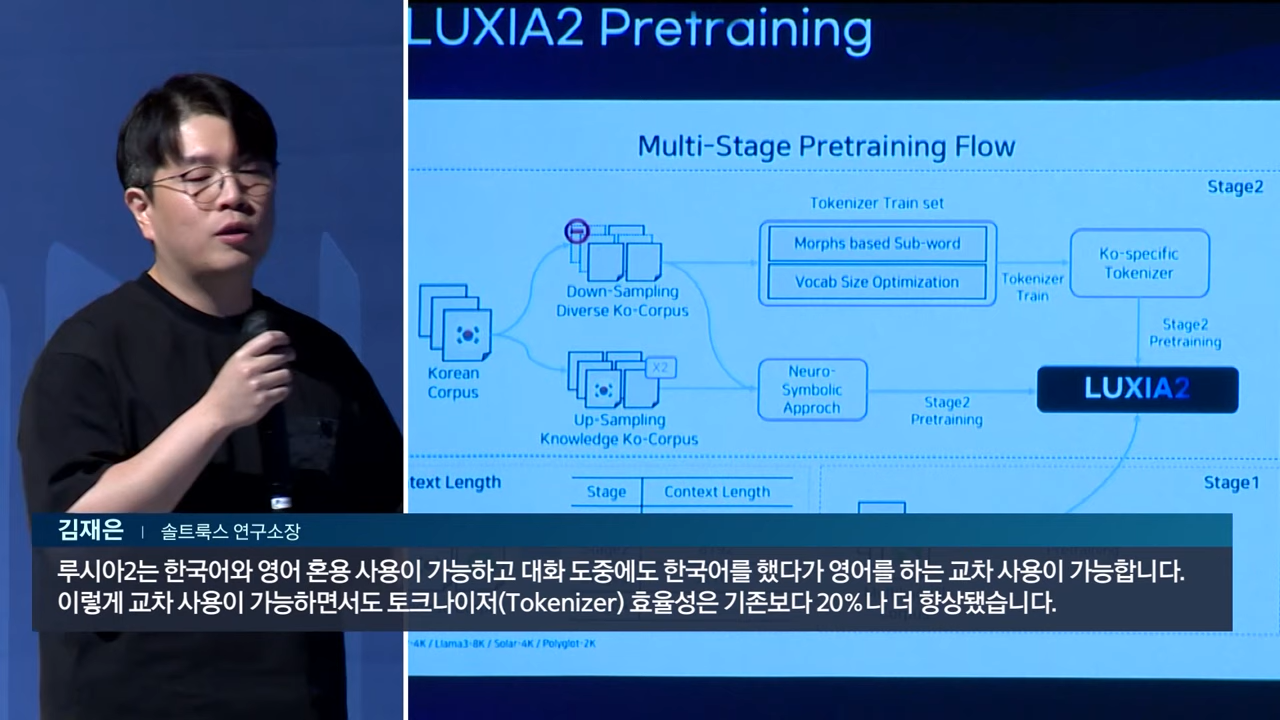 LUXIA2 Pretraining
Multi-Stage Pretraining Flow
Stage2
Tokenizer Train set
Morphs based Sub-word
Vocab Size Optimization
Tokenizer
Train
Ko-specific
Tokenizer
Down-Sampling
Diverse Ko-Corpus
Korean
Corpus
X2
Up-Sampling
Knowledge Ko-Corpus
Neuro-
Symbolic
Approch
Stage2
Pretraining
Stage2
Pretraining
LUXIA2
text Length
Stage
Context Length
Stage1
김재은 | 솔트룩스 연구소장
루시아2는 한국어와 영어 혼용 사용이 가능하고 대화 도중에도 한국어를 했다가 영어를 하는 교차 사용이 가능합니다.
이렇게 교차 사용이 가능하면서도 토크나이저(Tokenizer) 효율성은 기존보다 20%나 더 향상됐습니다.
-4K / Llama3-8K / Solar-4K / Polyglot-2K